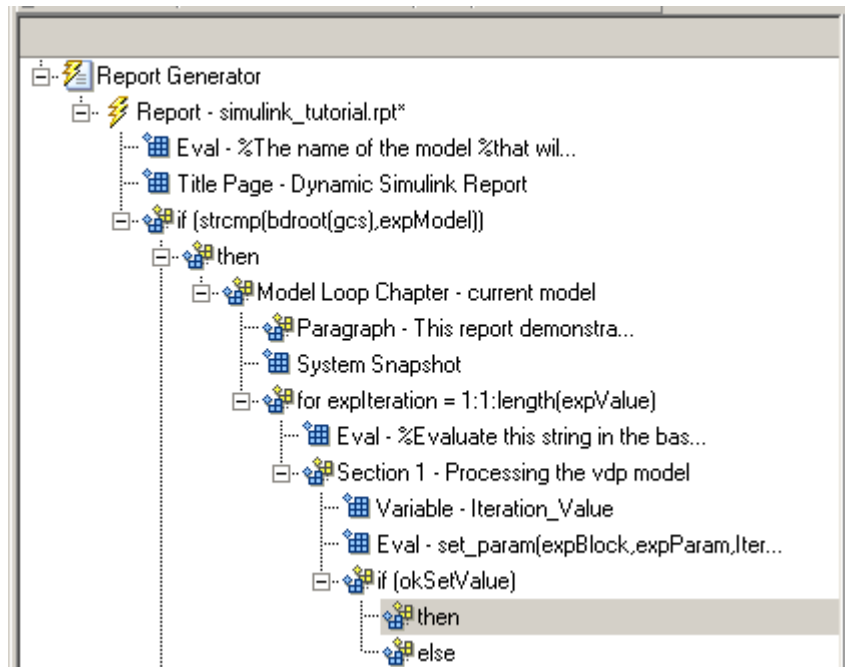 Report Generator
Report - simulink_tutorial.rpt*
Eval - %The name of the model %that wil...
Title Page - Dynamic Simulink Report
if (strcmp(bdroot(gcs),expModel))
then
Model Loop Chapter - current model
Paragraph - This report demonstra...
System Snapshot
for expIteration = 1:1:length(expValue)
Eval - %Evaluate this string in the bas...
Section 1 - Processing the vdp model
Variable - Iteration_Value
Eval - set_param(expBlock,expParam,Iter...
if (okSetValue)
then
else